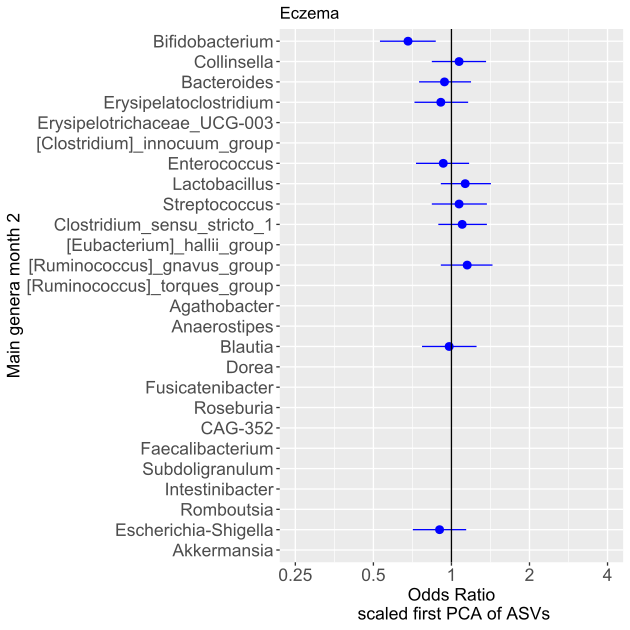 Eczema
Main genera month 2
Bifidobacterium
Collinsella
Bacteroides
Erysipelatoclostridium
Erysipelotrichaceae_UCG-003
[Clostridium]_innocuum_group
Enterococcus
Lactobacillus
Streptococcus
Clostridium_sensu_stricto_1
[Eubacterium]_hallii_group
[Ruminococcus]_gnavus_group
[Ruminococcus]_torques_group
Agathobacter
Anaerostipes
Blautia
Dorea
Fusicatenibacter
Roseburia
CAG-352
Faecalibacterium
Subdoligranulum
Intestinibacter
Romboutsia
Escherichia-Shigella
Akkermansia
0.25 0.5 1 2 4
Odds Ratio
scaled first PCA of ASVs